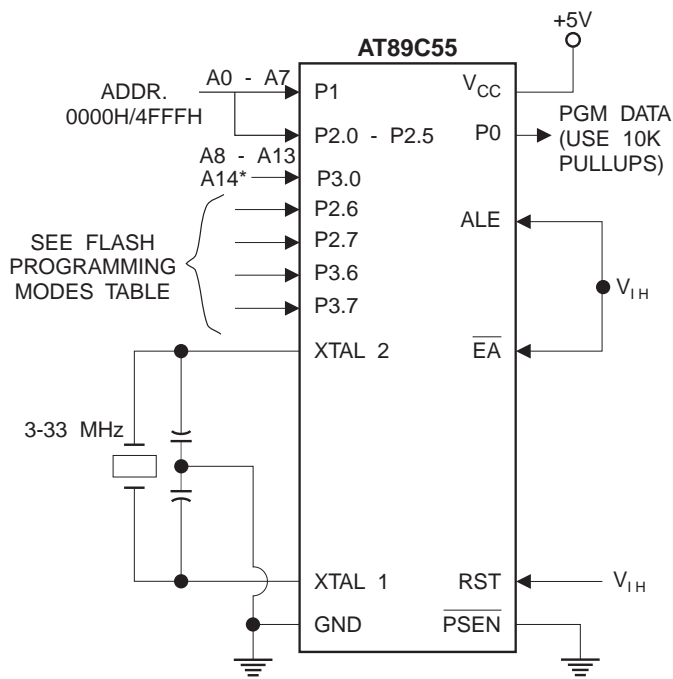 +5V
AT89C55
ADDR.
0000H/4FFFH
A0 - A7
P1
VCC
P2.0 - P2.5
P0
PGM DATA
(USE 10K
PULLUPS)
A8 - A13
A14*
P3.0
P2.6
ALE
SEE FLASH
PROGRAMMING
MODES TABLE
P2.7
P3.6
VIH
P3.7
XTAL 2
EA
3-33 MHz
XTAL 1
RST
VIH
GND
PSEN